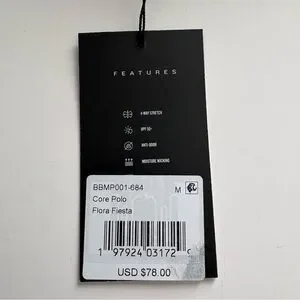 FEATURES
4-WAY STRETCH
UPF 50+
ANTI-ODOR
MOISTURE WICKING
BBMP001-684 M
Core Polo
Flora Fiesta
1 97924 03172 9
USD $78.00